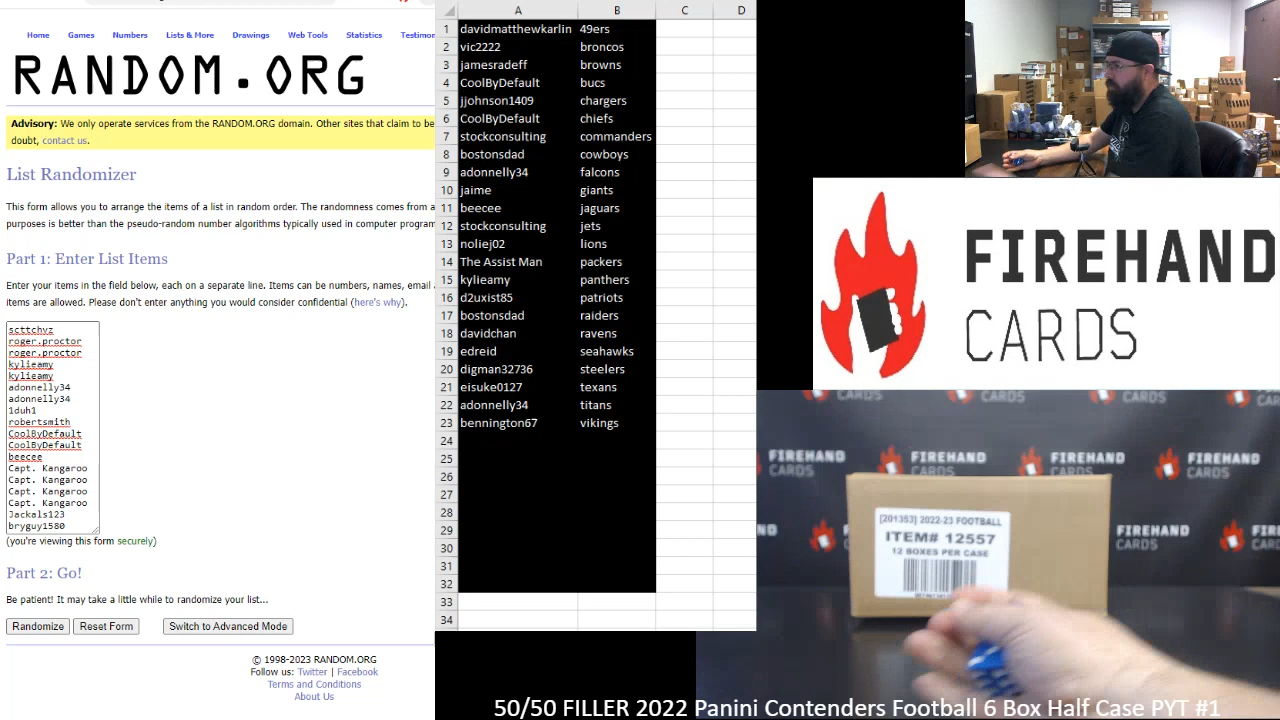 Home Games Numbers Lists & More Drawings Web Tools Statistics Testimor
RANDOM.ORG
Advisory: We only operate services from the RANDOM.ORG domain. Other sites that claim to be
doubt, contact us.
List Randomizer
This form allows you to arrange the items of a list in random order. The randomness comes from a
purposes is better than the pseudo-random number algorithms typically used in computer program
Part 1: Enter List Items
Enter your items in the field below, each on a separate line. Items can be numbers, names, email
items are allowed. Please don't enter anything you would consider confidential (here's why).
scttchyz
roger.proctor
roger.proctor
kylieamy
kylieamy
adonnelly34
adonnelly34
1duh1
robertsmith
CoolByDefault
CoolByDefault
beecee
Capt. Kangaroo
Capt. Kangaroo
Capt. Kangaroo
Capt. Kangaroo
Jackals123
bryguy1580
(you're viewing this form securely)
Part 2: Go!
Be patient! It may take a little while to randomize your list...
Randomize Reset Form Switch to Advanced Mode
© 1998-2023 RANDOM.ORG
Follow us: Twitter | Facebook
Terms and Conditions
About Us
A B C D
1 davidmatthewkarlin 49ers
2 vic2222 broncos
3 jamesradeff browns
4 CoolByDefault bucs
5 jjohnson1409 chargers
6 CoolByDefault chiefs
7 stockconsulting commanders
8 bostonsdad cowboys
9 adonnelly34 falcons
10 jaime giants
11 beecee jaguars
12 stockconsulting jets
13 noliej02 lions
14 The Assist Man packers
15 kylieamy panthers
16 d2uxist85 patriots
17 bostonsdad raiders
18 davidchan ravens
19 edreid seahawks
20 digman32736 steelers
21 eisuke0127 texans
22 adonnelly34 titans
23 bennington67 vikings
24
25
26
27
28
29
30
31
32
33
34
FIREHAND
CARDS
FIREHAND
CARDS
FIREHAND
CARDS
FIREHAND
CARDS
FIREHAND
CARDS
[201353] 2022-23 FOOTBALL
ITEM# 12557
12 BOXES PER CASE
50/50 FILLER 2022 Panini Contenders Football 6 Box Half Case PYT #1